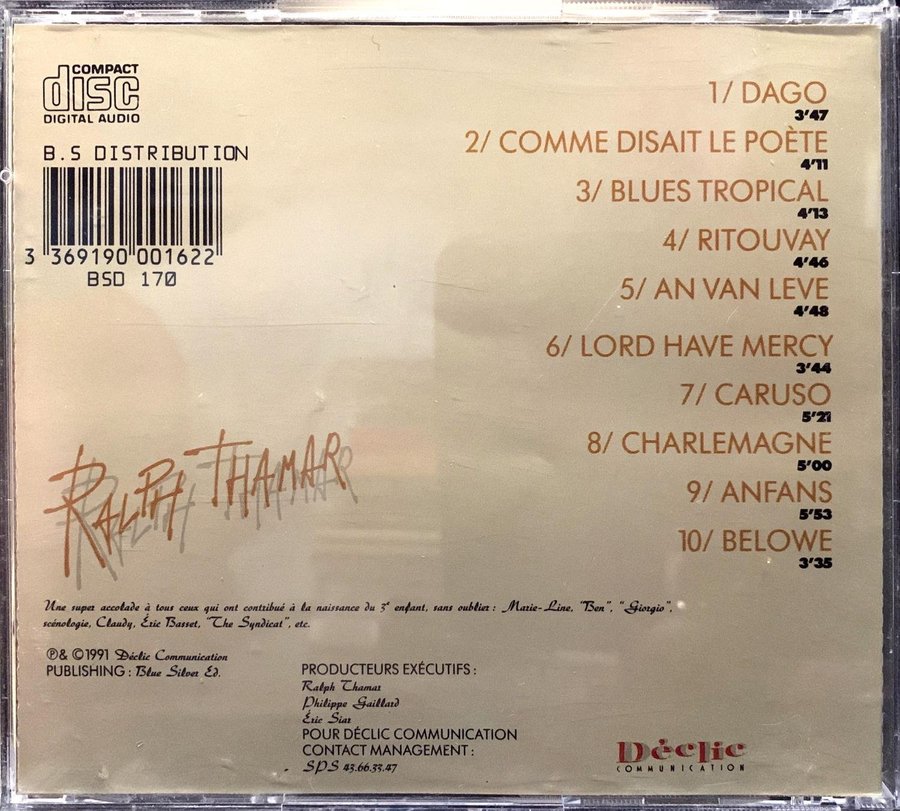 COMPACT
disc
DIGITAL AUDIO
B.S DISTRIBUTION
3 369190 001622
BSD 170
1/ DAGO
3'47
2/ COMME DISAIT LE POÈTE
4'11
3/ BLUES TROPICAL
4'13
4/ RITOUVAY
4'46
5/ AN VAN LEVE
4'48
6/ LORD HAVE MERCY
3'44
7/ CARUSO
5'21
8/ CHARLEMAGNE
5'00
9/ ANFANS
5'53
10/ BELOWE
3'35
RALPH THAMAR
Une super accolade à tous ceux qui ont contribué à la naissance du 3e enfant, sans oublier : Marie-Line, "Ben", "Giorgio",
scénologie, Claudy, Éric Basset, "The Syndicat", etc.
℗& ©1991 Déclic Communication
PUBLISHING : Blue Silver Ed.
PRODUCTEURS EXÉCUTIFS :
Ralph Thamar
Philippe Gaillard
Éric Siar
POUR DÉCLIC COMMUNICATION
CONTACT MANAGEMENT :
SPS 43.66.33.47
Déclic
COMMUNICATION